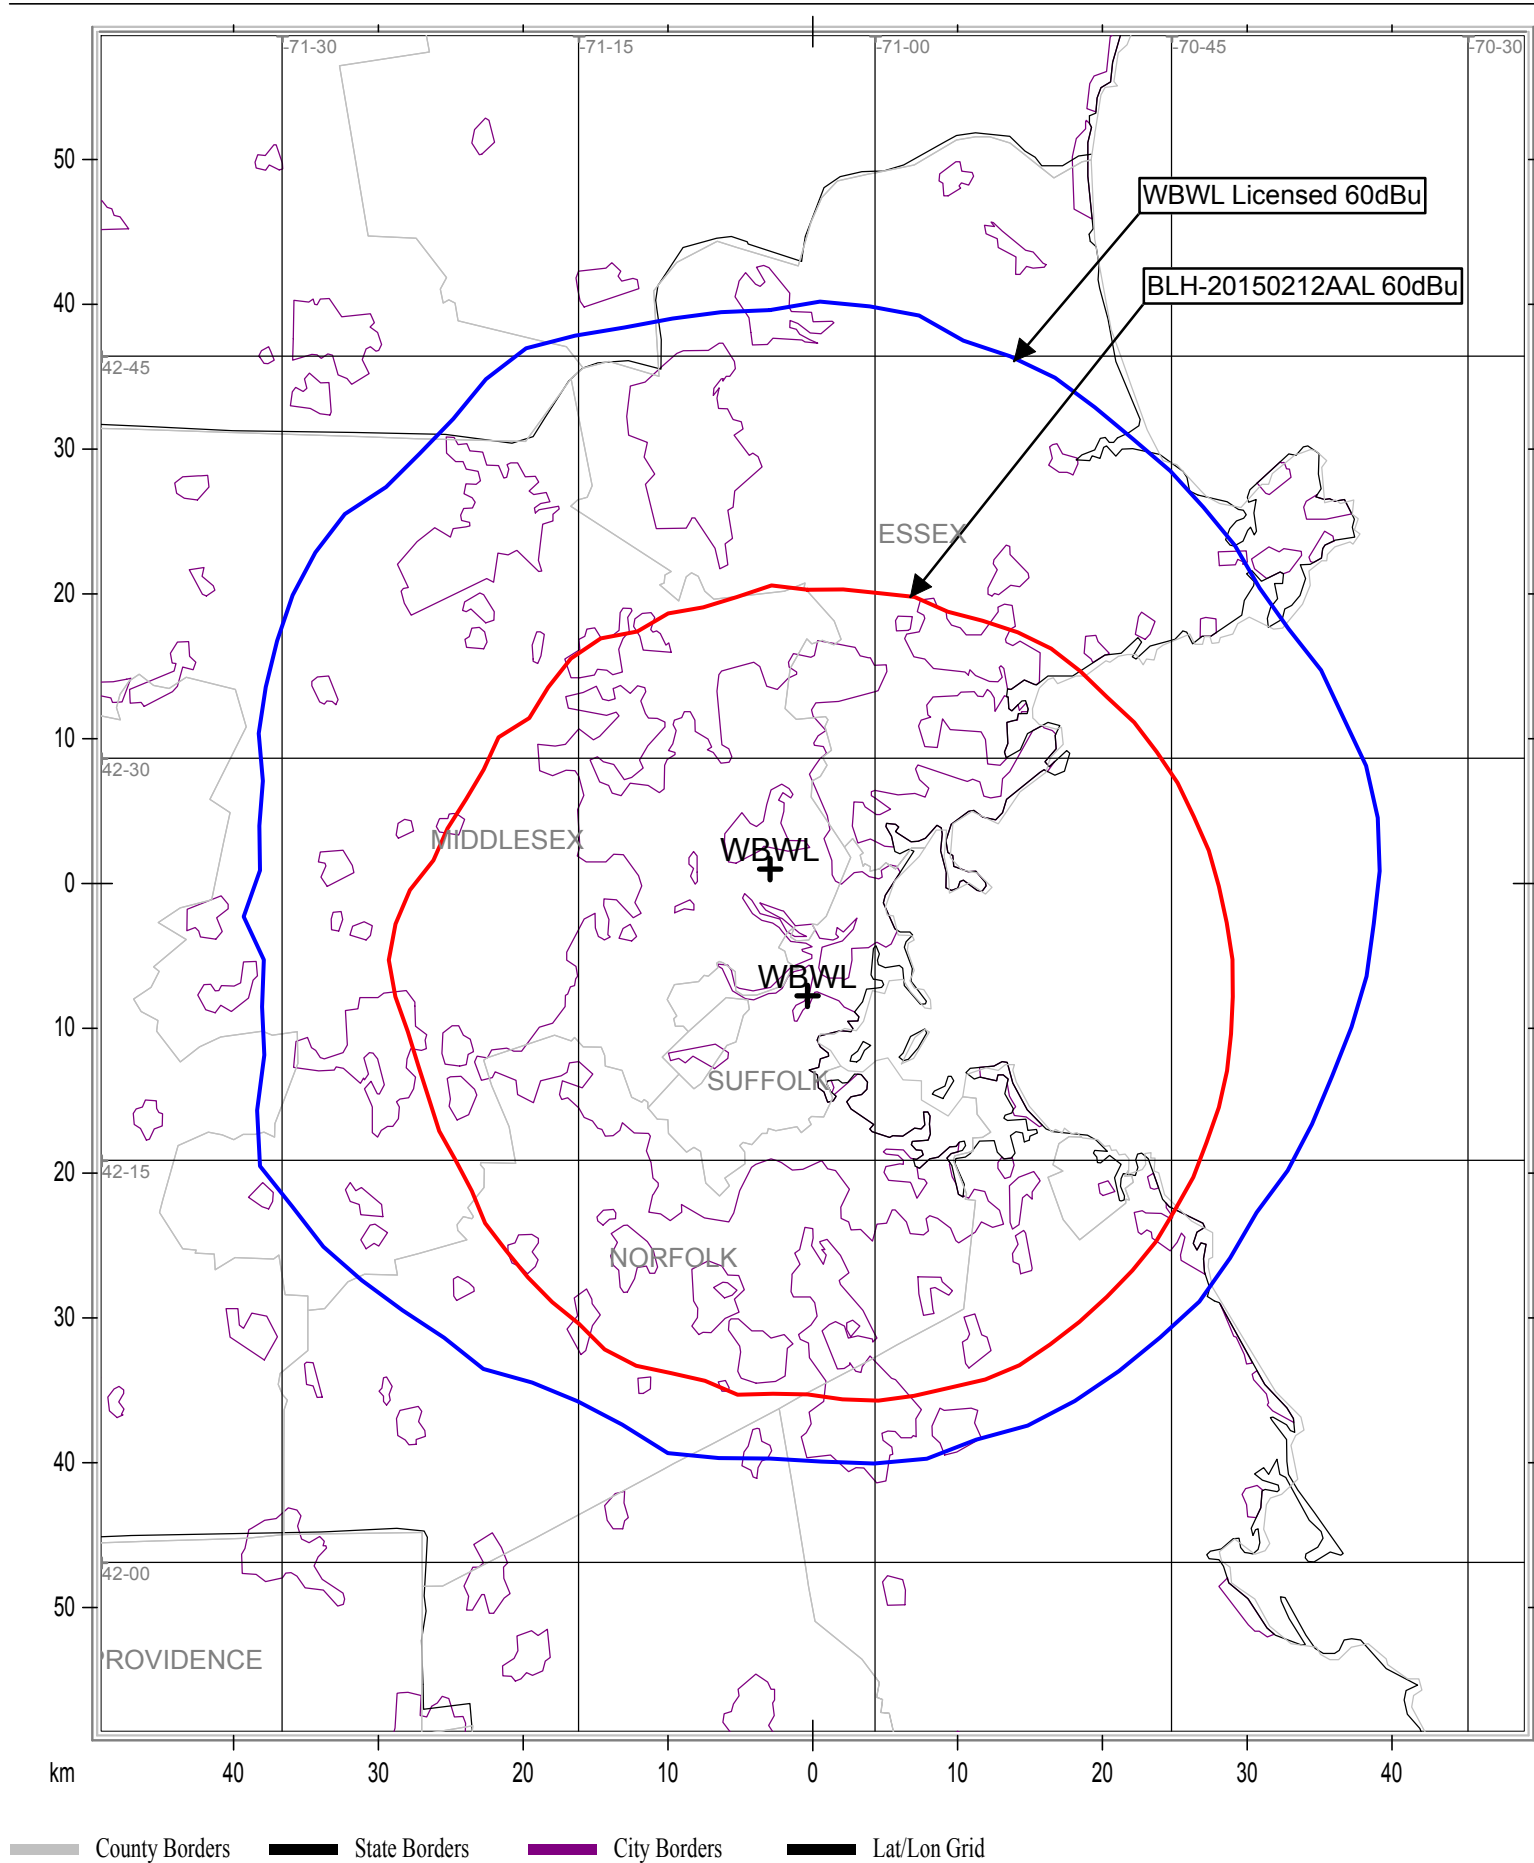 -71-30 -71-15 -71-00 -70-45 -70-30
50
WBWL Licensed 60dBu
BLH-20150212AAL 60dBu
40
42-45
30
ESSEX
20
10
42-30
MIDDLESEX
WBWL
0
WBWL
10
SUFFOLK
42-15
20
NORFOLK
30
40
42-00
50
ROVIDENCE
km 40 30 20 0 10 20 30 40
County Borders State Borders City Borders Lat/Lon Grid